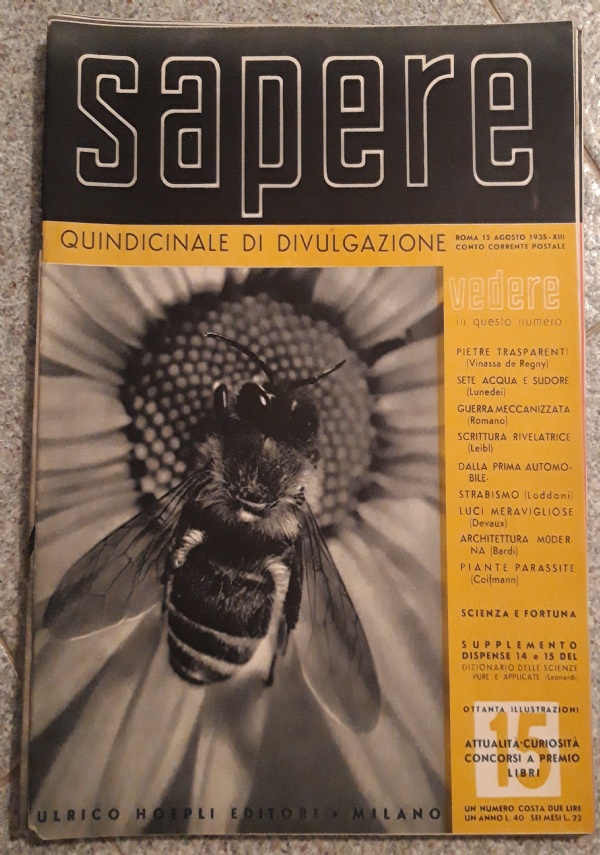 sapere
QUINDICINALE DI DIVULGAZIONE
ROMA 15 AGOSTO 1935-XIII
CONTO CORRENTE POSTALE
vedere
in questo numero:
PIETRE TRASPARENTI
(Vinassa de Regny)
SETE ACQUA E SUDORE
(Lunedei)
GUERRA MECCANIZZATA
(Romano)
SCRITTURA RIVELATRICE
(Leibl)
DALLA PRIMA AUTOMO-
BILE.
STRABISMO (Loddoni)
LUCI MERAVIGLIOSE
(Devaux)
ARCHITETTURA MODER-
NA (Bardi)
PIANTE PARASSITE
(Coifmann)
SCIENZA E FORTUNA
SUPPLEMENTO
DISPENSE 14 e 15 DEL
DIZIONARIO DELLE SCIENZE
PURE E APPLICATE (Leonardi)
OTTANTA ILLUSTRAZIONI
15
ATTUALITÀ·CURIOSITÀ
CONCORSI A PREMIO
LIBRI
UN NUMERO COSTA DUE LIRE
UN ANNO L. 40 SEI MESI L. 22
ULRICO HOEPLI EDITORE • MILANO